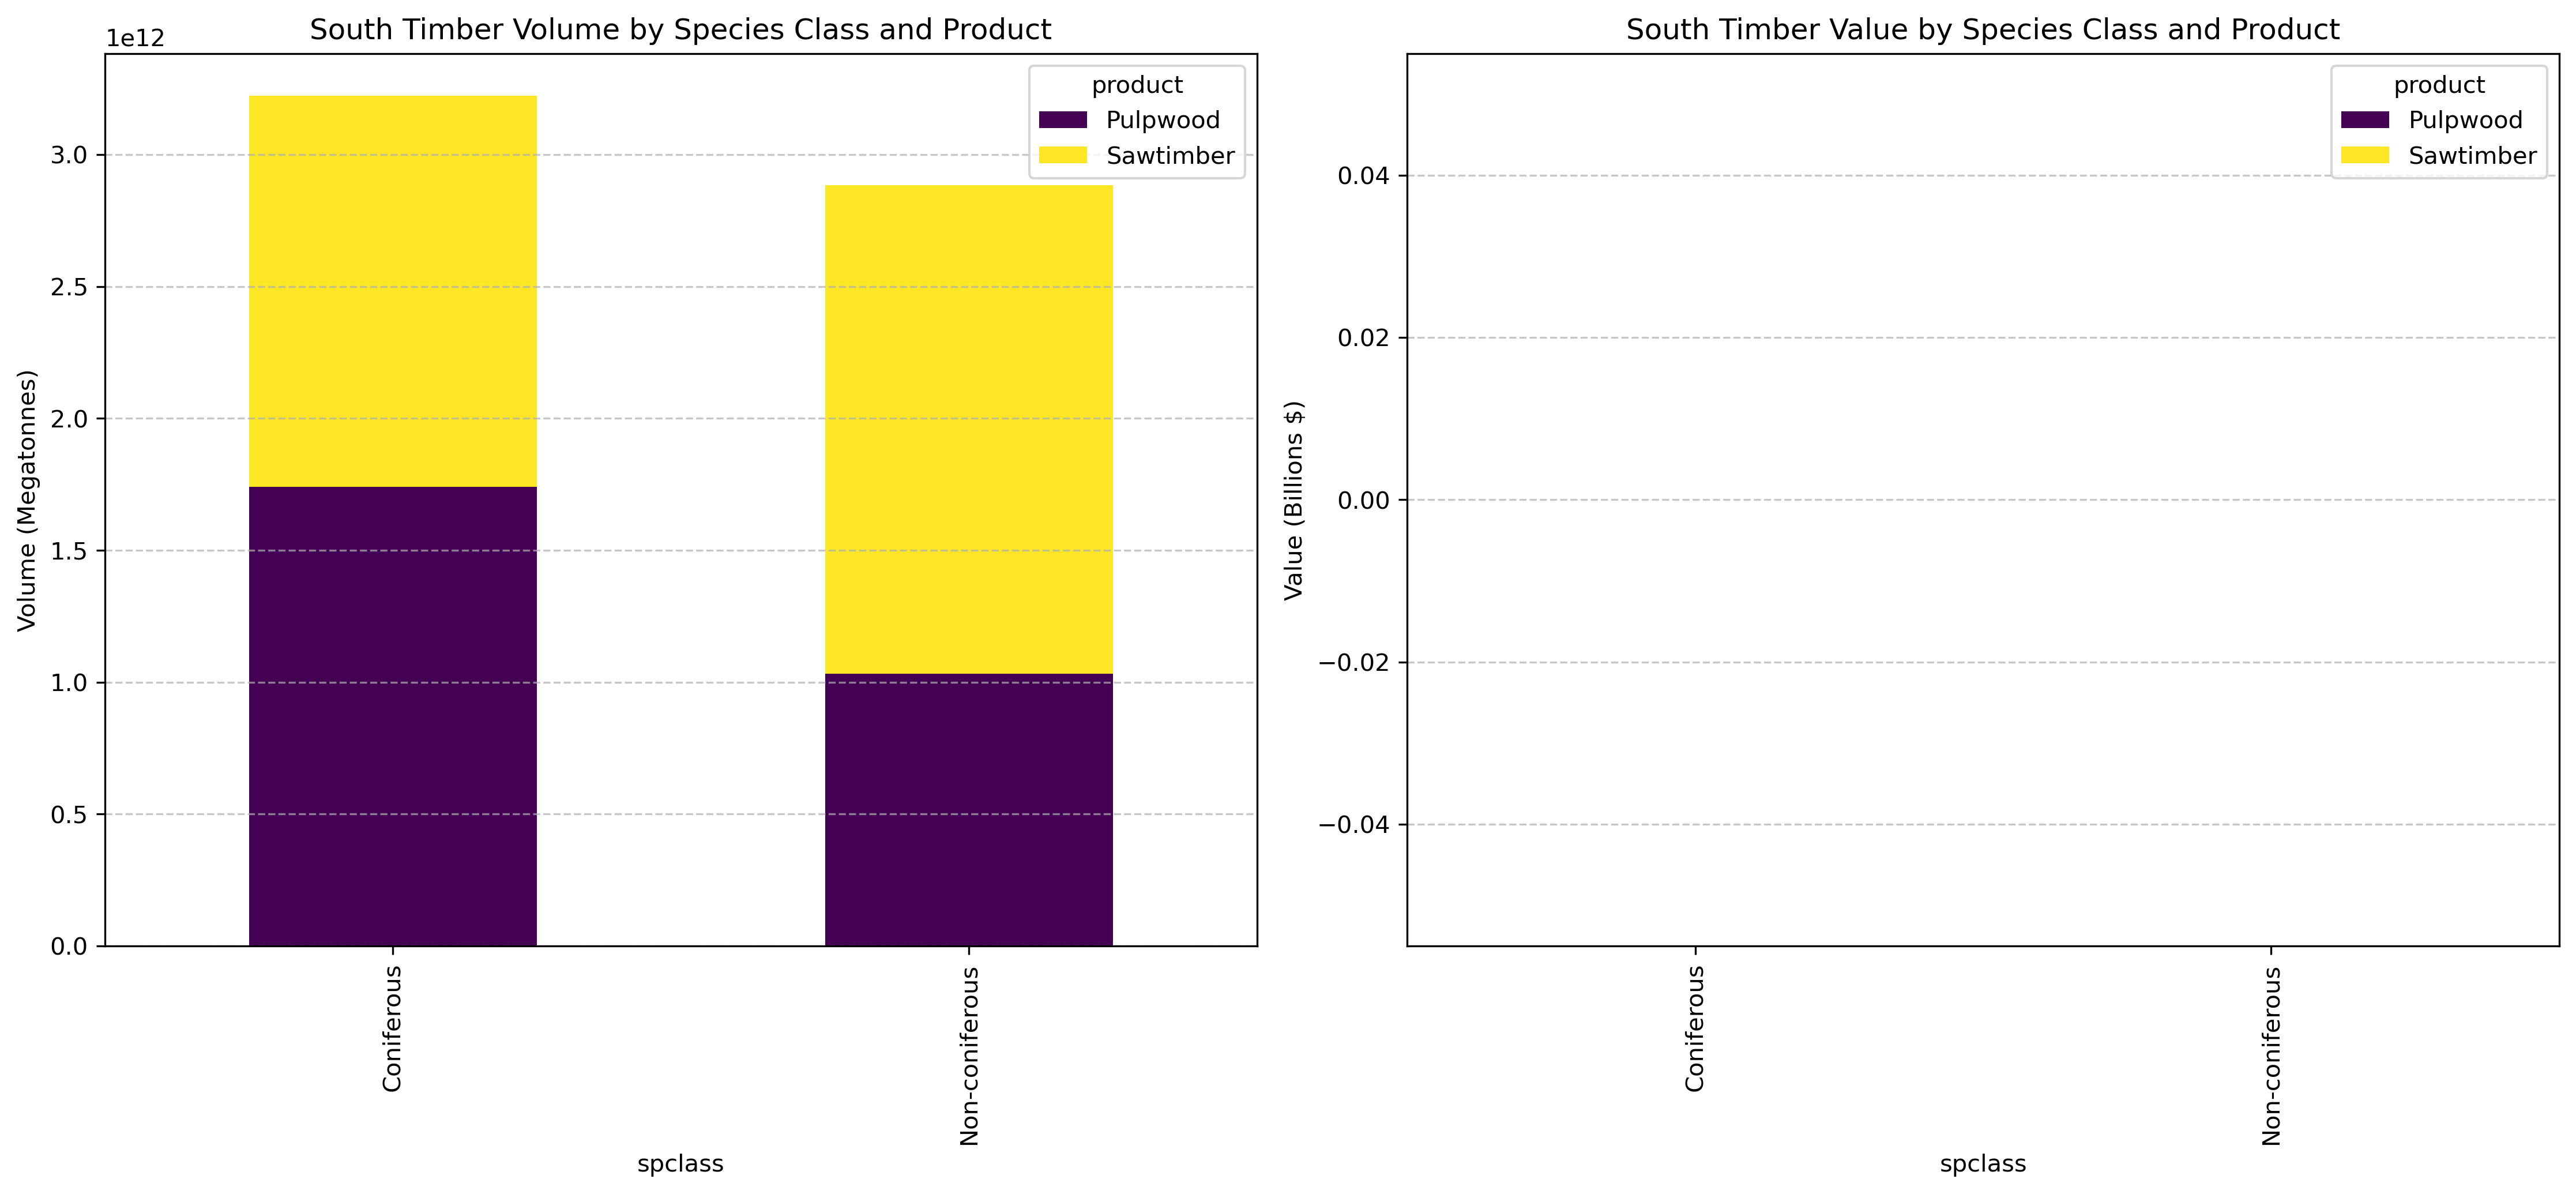 South Timber Volume by Species Class and Product
1e12
product
Pulpwood
Sawtimber
3.0
2.5
2.0
1.5
1.0
0.5
0.0
Volume (Megatonnes)
Coniferous
Non-coniferous
spclass
South Timber Value by Species Class and Product
product
Pulpwood
Sawtimber
0.04
0.02
0.00
−0.02
−0.04
Value (Billions $)
Coniferous
Non-coniferous
spclass